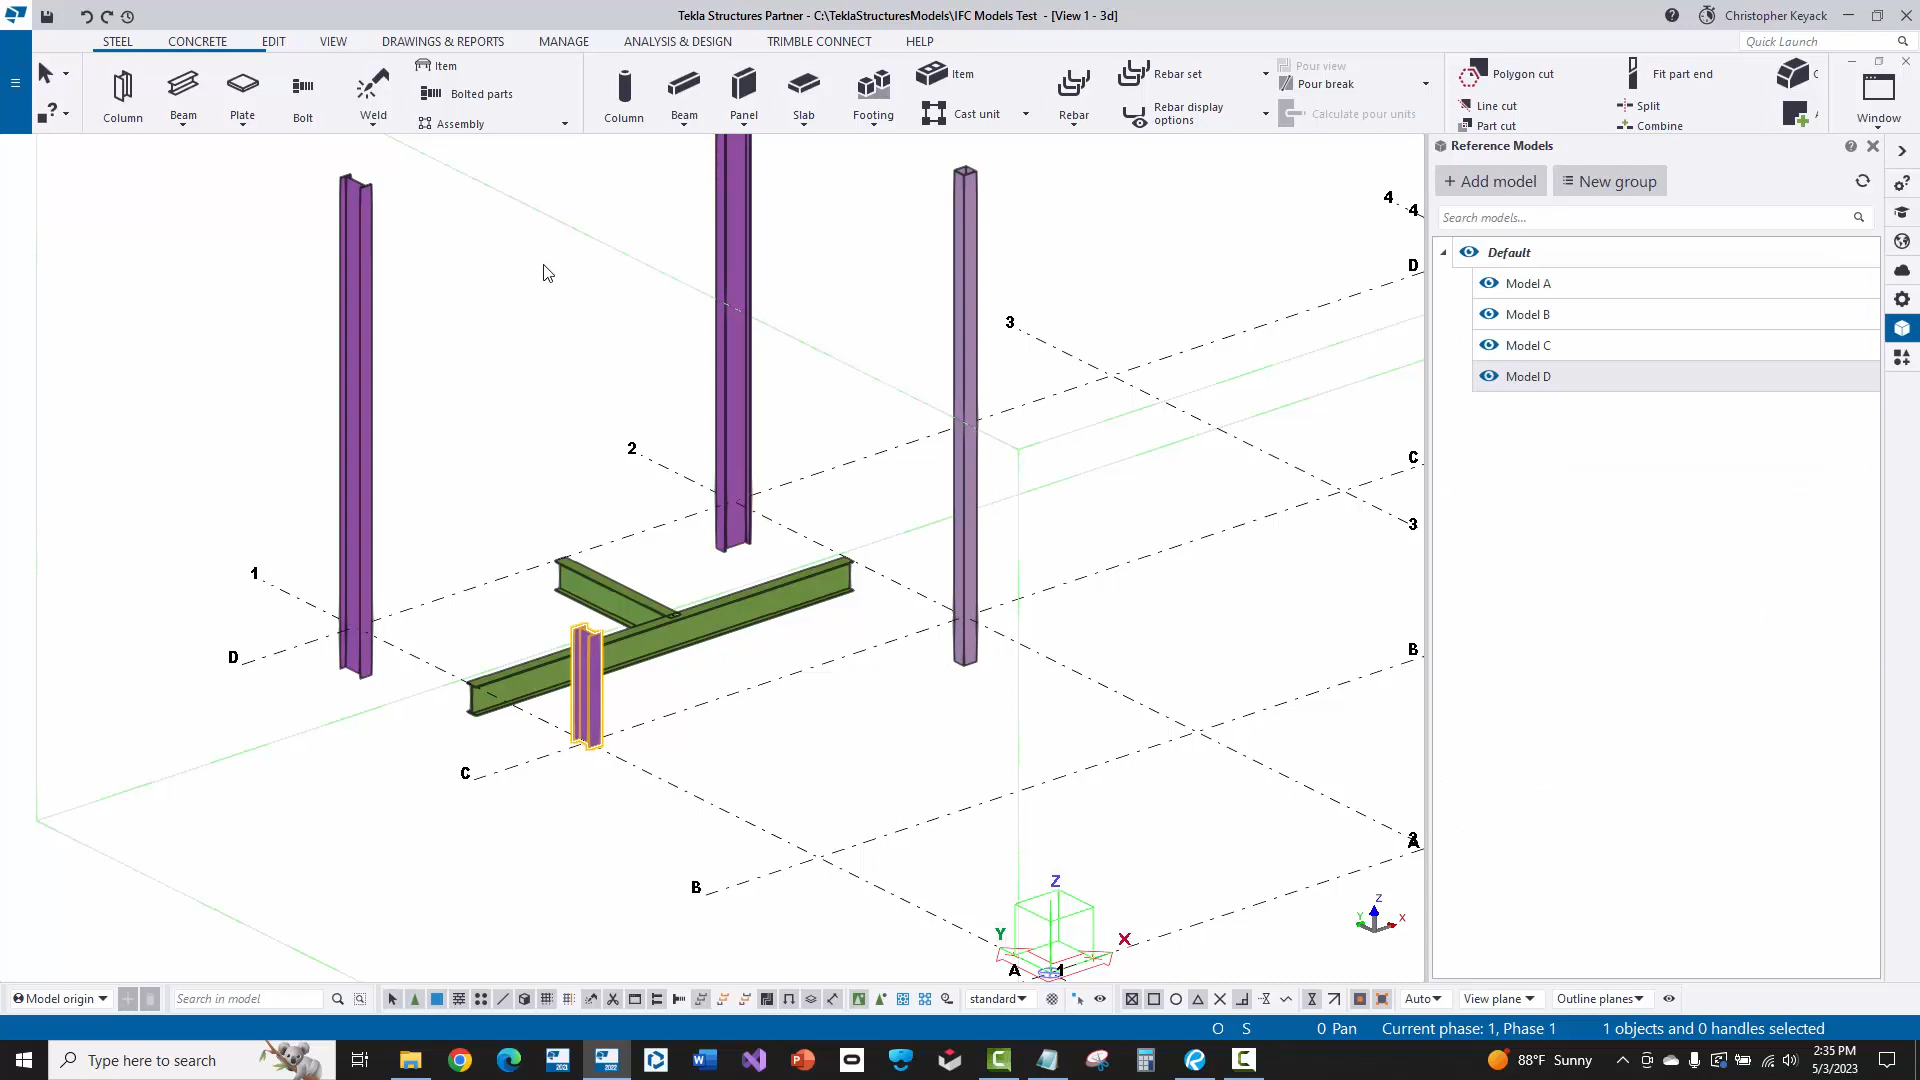 Tekla Structures Partner - C:\TeklaStructuresModels\IFC Models Test - [View 1 - 3d]
Christopher Keyack
STEEL CONCRETE EDIT VIEW DRAWINGS & REPORTS MANAGE ANALYSIS & DESIGN TRIMBLE CONNECT HELP
Quick Launch
Column
Beam
Plate
Bolt
Weld
Item
Bolted parts
Assembly
Column
Beam
Panel
Slab
Footing
Item
Cast unit
Rebar
Rebar set
Rebar display
options
Pour view
Pour break
Calculate pour units
Polygon cut
Line cut
Part cut
Fit part end
Split
Combine
Window
Reference Models
+ Add model
New group
Search models...
Default
Model A
Model B
Model C
Model D
4
4
D
3
C
2
3
1
B
D
2
A
C
B
Z
Y
X
A
1
Z
Y
X
Model origin
Search in model
standard
Auto
View plane
Outline planes
O S 0 Pan Current phase: 1, Phase 1 1 objects and 0 handles selected
Type here to search
2021
2022
88°F Sunny
2:35 PM
5/3/2023